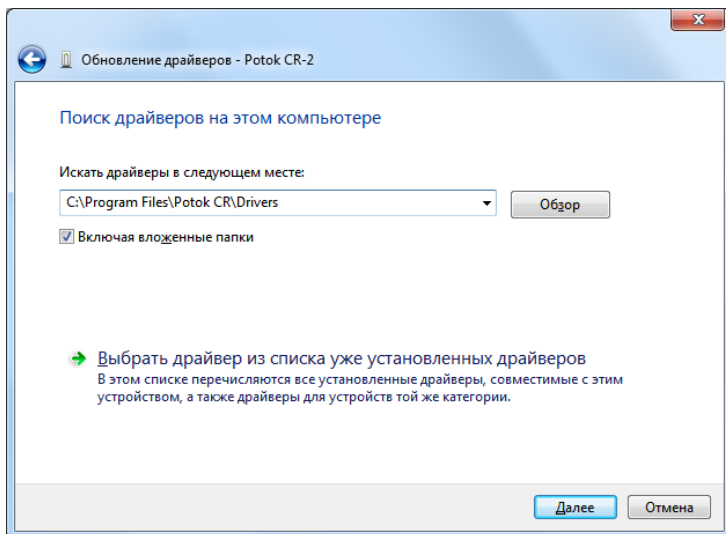 Обновление драйверов - Potok CR-2
Поиск драйверов на этом компьютере
Искать драйверы в следующем месте:
C:\Program Files\Potok CR\Drivers
Обзор
Включая вложенные папки
Выбрать драйвер из списка уже установленных драйверов
В этом списке перечисляются все установленные драйверы, совместимые с этим
устройством, а также драйверы для устройств той же категории.
Далее
Отмена